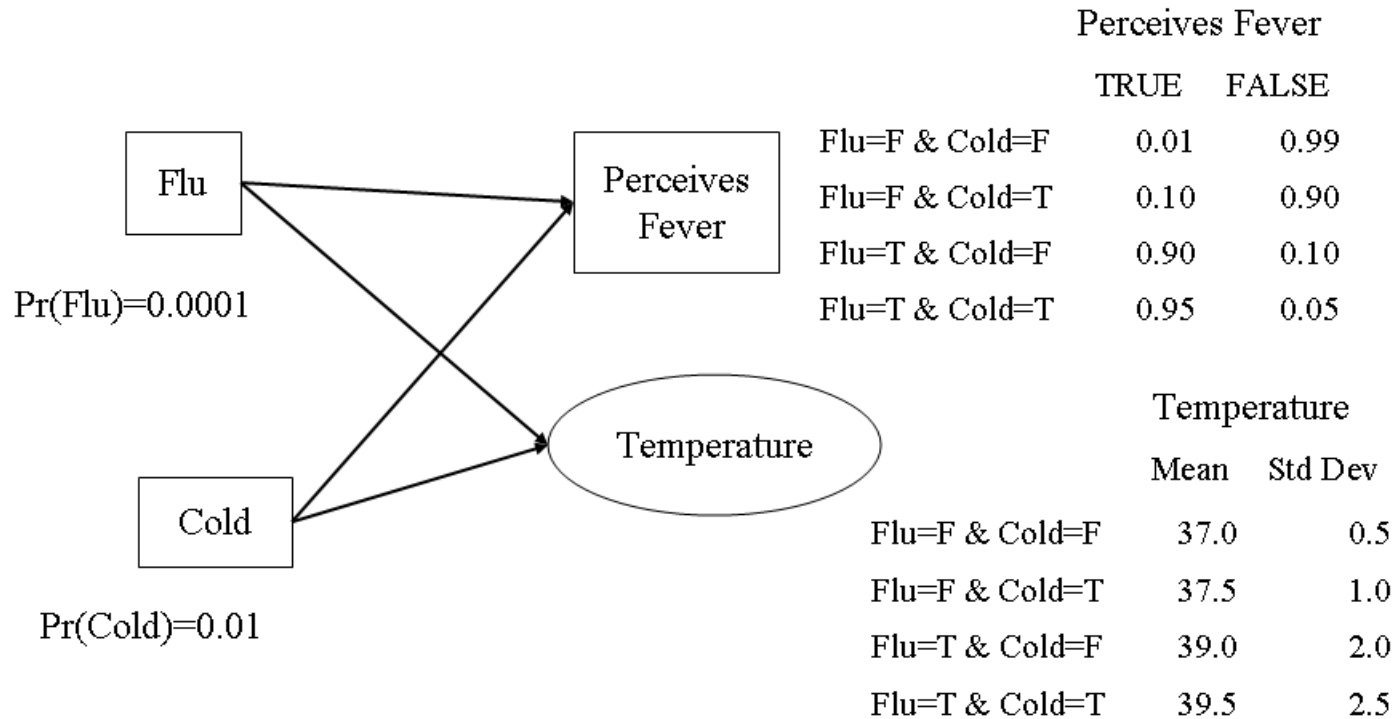 Perceives Fever
TRUE FALSE
Flu=F & Cold=F 0.01 0.99
Flu=F & Cold=T 0.10 0.90
Flu=T & Cold=F 0.90 0.10
Flu=T & Cold=T 0.95 0.05
Flu
Perceives
Fever
Pr(Flu)=0.0001
Temperature
Cold
Pr(Cold)=0.01
Temperature
Mean Std Dev
Flu=F & Cold=F 37.0 0.5
Flu=F & Cold=T 37.5 1.0
Flu=T & Cold=F 39.0 2.0
Flu=T & Cold=T 39.5 2.5